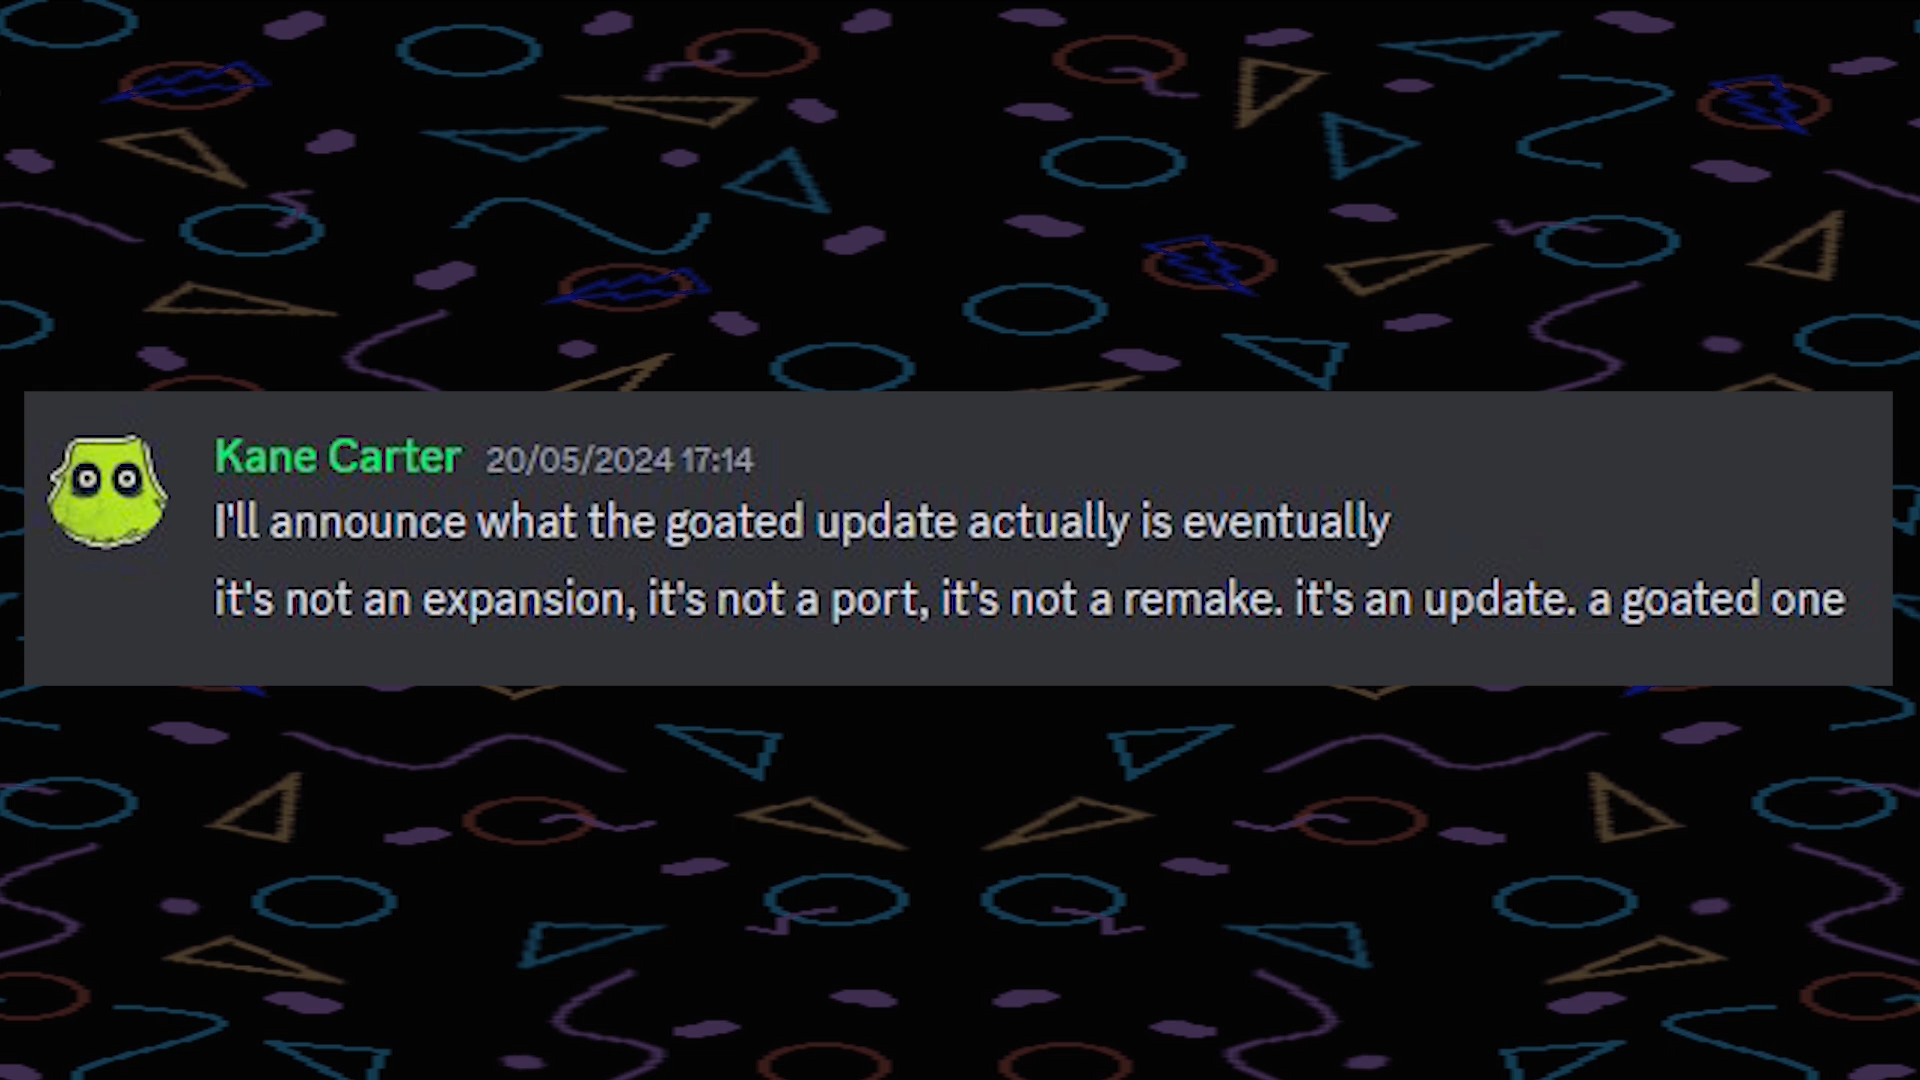 Kane Carter 20/05/2024 17:14
I'll announce what the goated update actually is eventually
it's not an expansion, it's not a port, it's not a remake. it's an update. a goated one